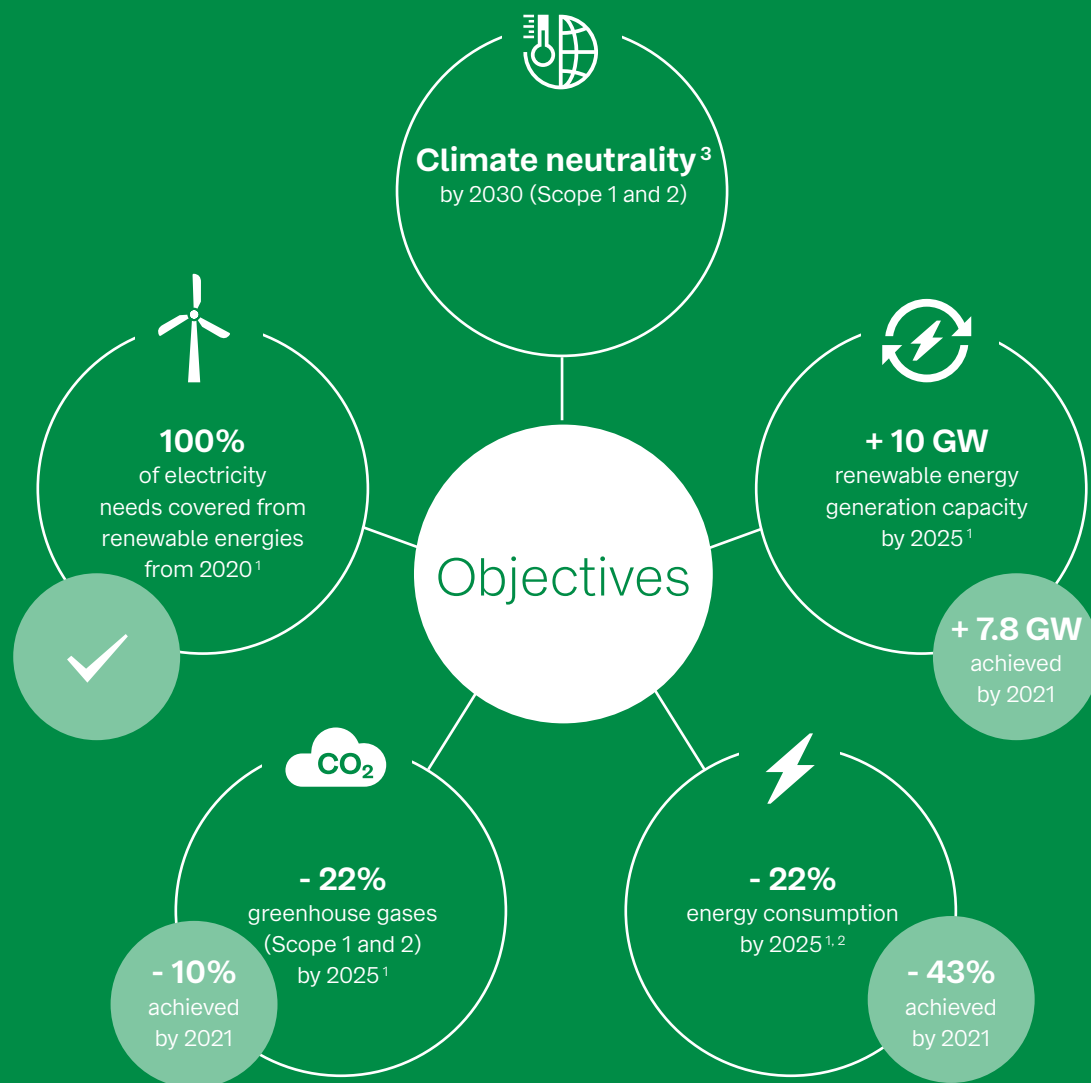 Climate neutrality ³
by 2030 (Scope 1 and 2)
100%
of electricity
needs covered from
renewable energies
from 2020 ¹
+ 10 GW
renewable energy
generation capacity
by 2025 ¹
+ 7.8 GW
achieved
by 2021
Objectives
CO₂
- 22%
greenhouse gases
(Scope 1 and 2)
by 2025 ¹
- 10%
achieved
by 2021
- 22%
energy consumption
by 2025 ¹, ²
- 43%
achieved
by 2021